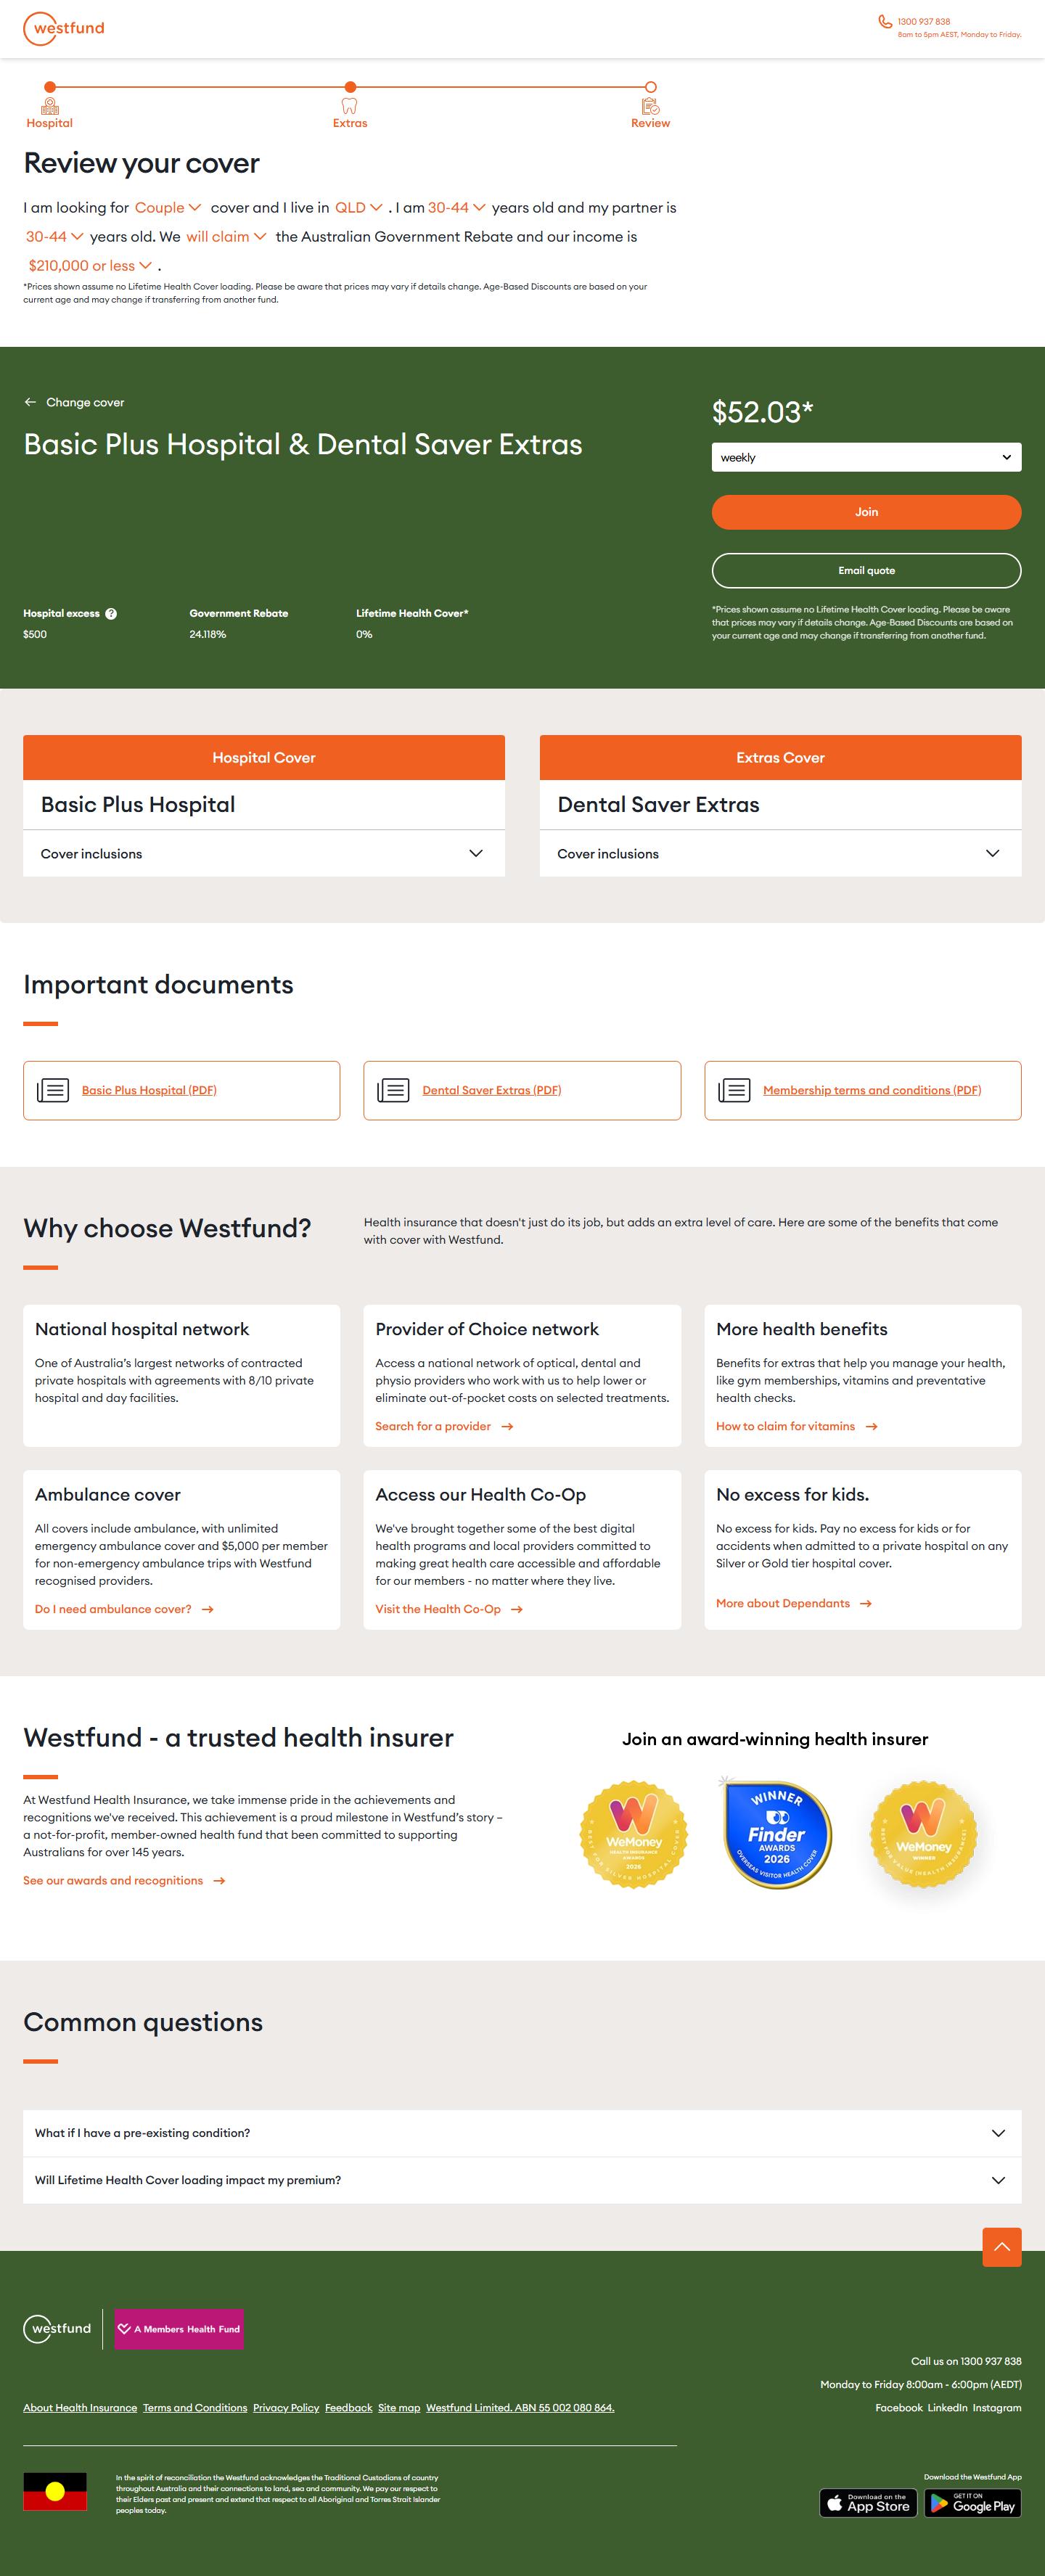 westfund
1300 937 838
8am to 5pm AEST, Monday to Friday.
Hospital
Extras
Review
Review your cover
I am looking for Couple cover and I live in QLD . I am 30-44 years old and my partner is
30-44 years old. We will claim the Australian Government Rebate and our income is
$210,000 or less .
*Prices shown assume no Lifetime Health Cover loading. Please be aware that prices may vary if details change. Age-Based Discounts are based on your
current age and may change if transferring from another fund.
Change cover
Basic Plus Hospital & Dental Saver Extras
Hospital excess ?
$500
Government Rebate
24.118%
Lifetime Health Cover*
0%
$52.03*
weekly
Join
Email quote
*Prices shown assume no Lifetime Health Cover loading. Please be aware
that prices may vary if details change. Age-Based Discounts are based on
your current age and may change if transferring from another fund.
Hospital Cover
Basic Plus Hospital
Cover inclusions
Extras Cover
Dental Saver Extras
Cover inclusions
Important documents
Basic Plus Hospital (PDF)
Dental Saver Extras (PDF)
Membership terms and conditions (PDF)
Why choose Westfund?
Health insurance that doesn't just do its job, but adds an extra level of care. Here are some of the benefits that come
with cover with Westfund.
National hospital network
One of Australia's largest networks of contracted
private hospitals with agreements with 8/10 private
hospital and day facilities.
Provider of Choice network
Access a national network of optical, dental and
physio providers who work with us to help lower or
eliminate out-of-pocket costs on selected treatments.
Search for a provider
More health benefits
Benefits for extras that help you manage your health,
like gym memberships, vitamins and preventative
health checks.
How to claim for vitamins
Ambulance cover
All covers include ambulance, with unlimited
emergency ambulance cover and $5,000 per member
for non-emergency ambulance trips with Westfund
recognised providers.
Do I need ambulance cover?
Access our Health Co-Op
We've brought together some of the best digital
health programs and local providers committed to
making great health care accessible and affordable
for our members - no matter where they live.
Visit the Health Co-Op
No excess for kids.
No excess for kids. Pay no excess for kids or for
accidents when admitted to a private hospital on any
Silver or Gold tier hospital cover.
More about Dependants
Westfund - a trusted health insurer
At Westfund Health Insurance, we take immense pride in the achievements and
recognitions we've received. This achievement is a proud milestone in Westfund's story –
a not-for-profit, member-owned health fund that been committed to supporting
Australians for over 145 years.
See our awards and recognitions
Join an award-winning health insurer
WeMoney
HEALTH INSURANCE
AWARDS
2026
WINNER
Finder
AWARDS
2026
OVERSEAS VISITOR HEALTH COVER
WeMoney
WINNER
Common questions
What if I have a pre-existing condition?
Will Lifetime Health Cover loading impact my premium?
westfund
A Members Health Fund
Call us on 1300 937 838
Monday to Friday 8:00am - 6:00pm (AEDT)
Facebook LinkedIn Instagram
About Health Insurance Terms and Conditions Privacy Policy Feedback Site map Westfund Limited. ABN 55 002 080 864.
In the spirit of reconciliation the Westfund acknowledges the Traditional Custodians of country
throughout Australia and their connections to land, sea and community. We pay our respect to
their Elders past and present and extend that respect to all Aboriginal and Torres Strait Islander
peoples today.
Download the Westfund App
Download on the
App Store
GET IT ON
Google Play